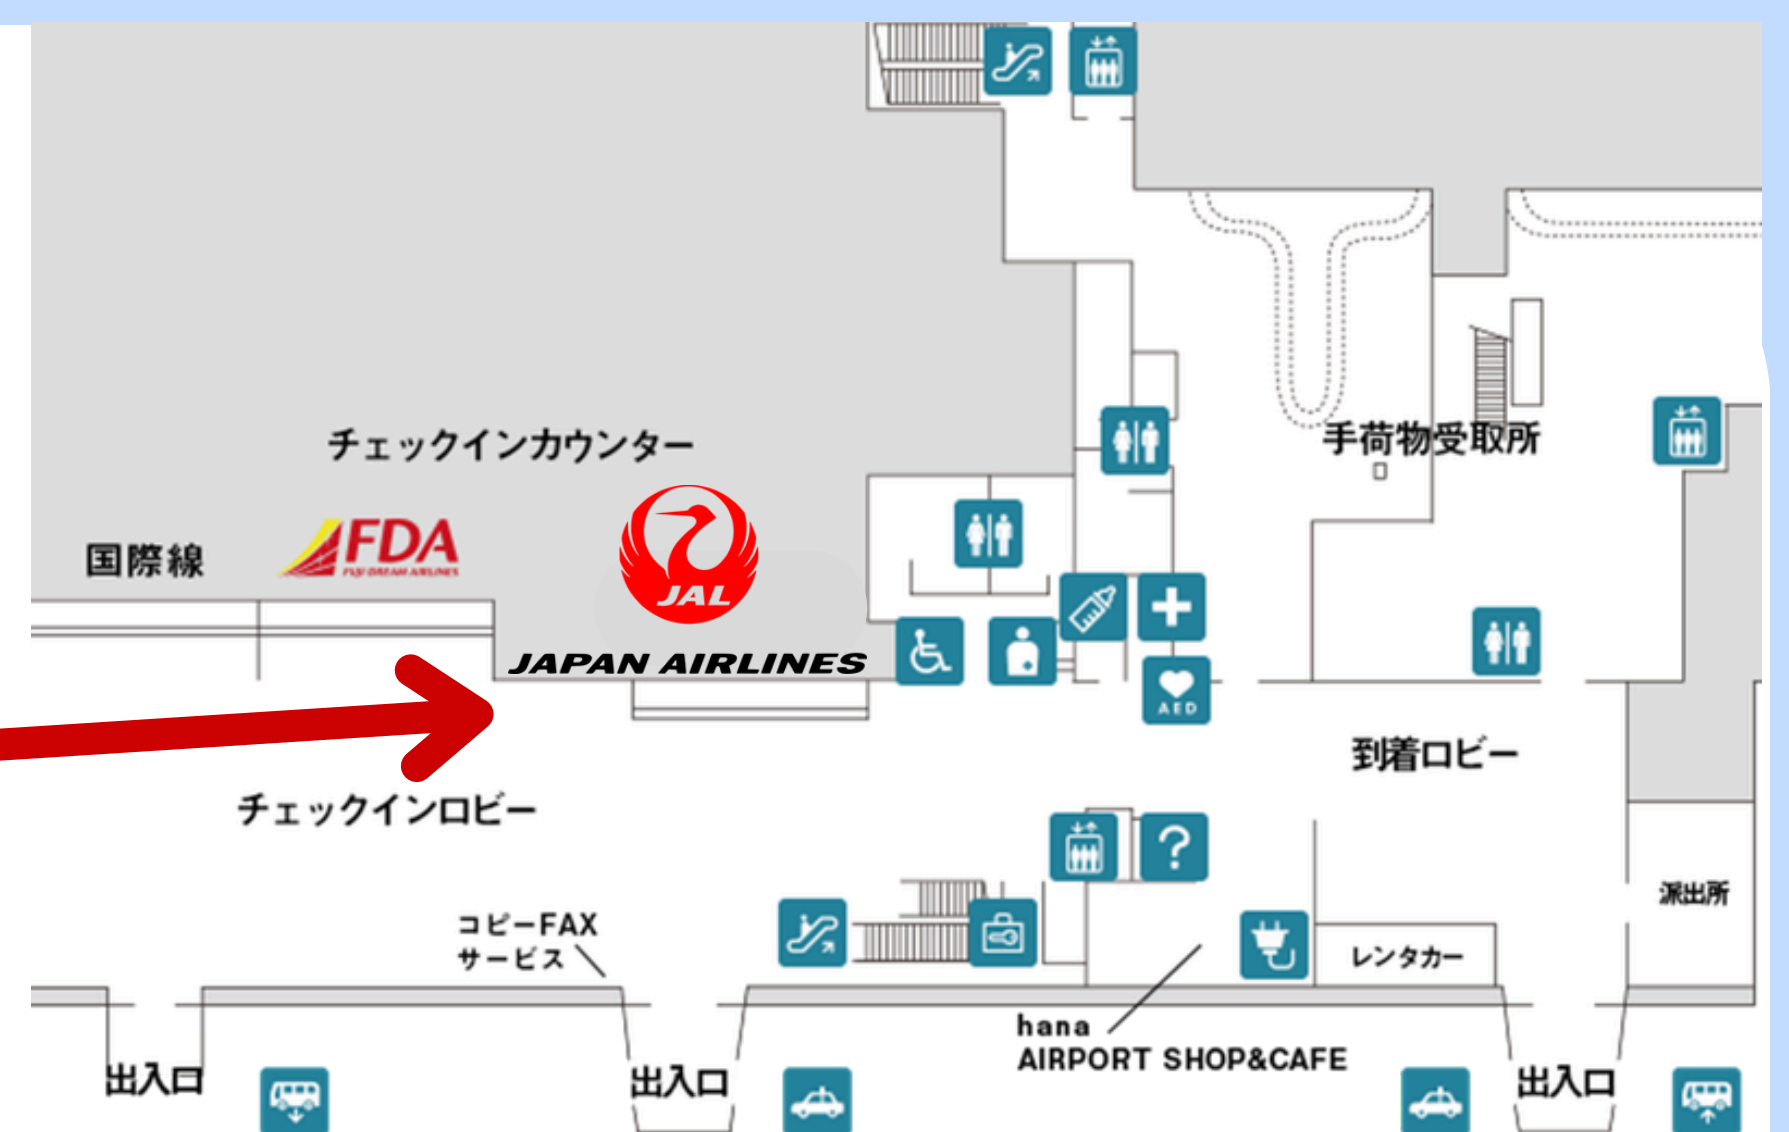 チェックインカウンター
手荷物受取所
国際線
FDA
FUJI DREAM AIRLINES
JAL
JAPAN AIRLINES
AED
到着ロビー
チェックインロビー
?
派出所
コピーFAX
サービス
レンタカー
hana
AIRPORT SHOP&CAFE
出入口
出入口
出入口